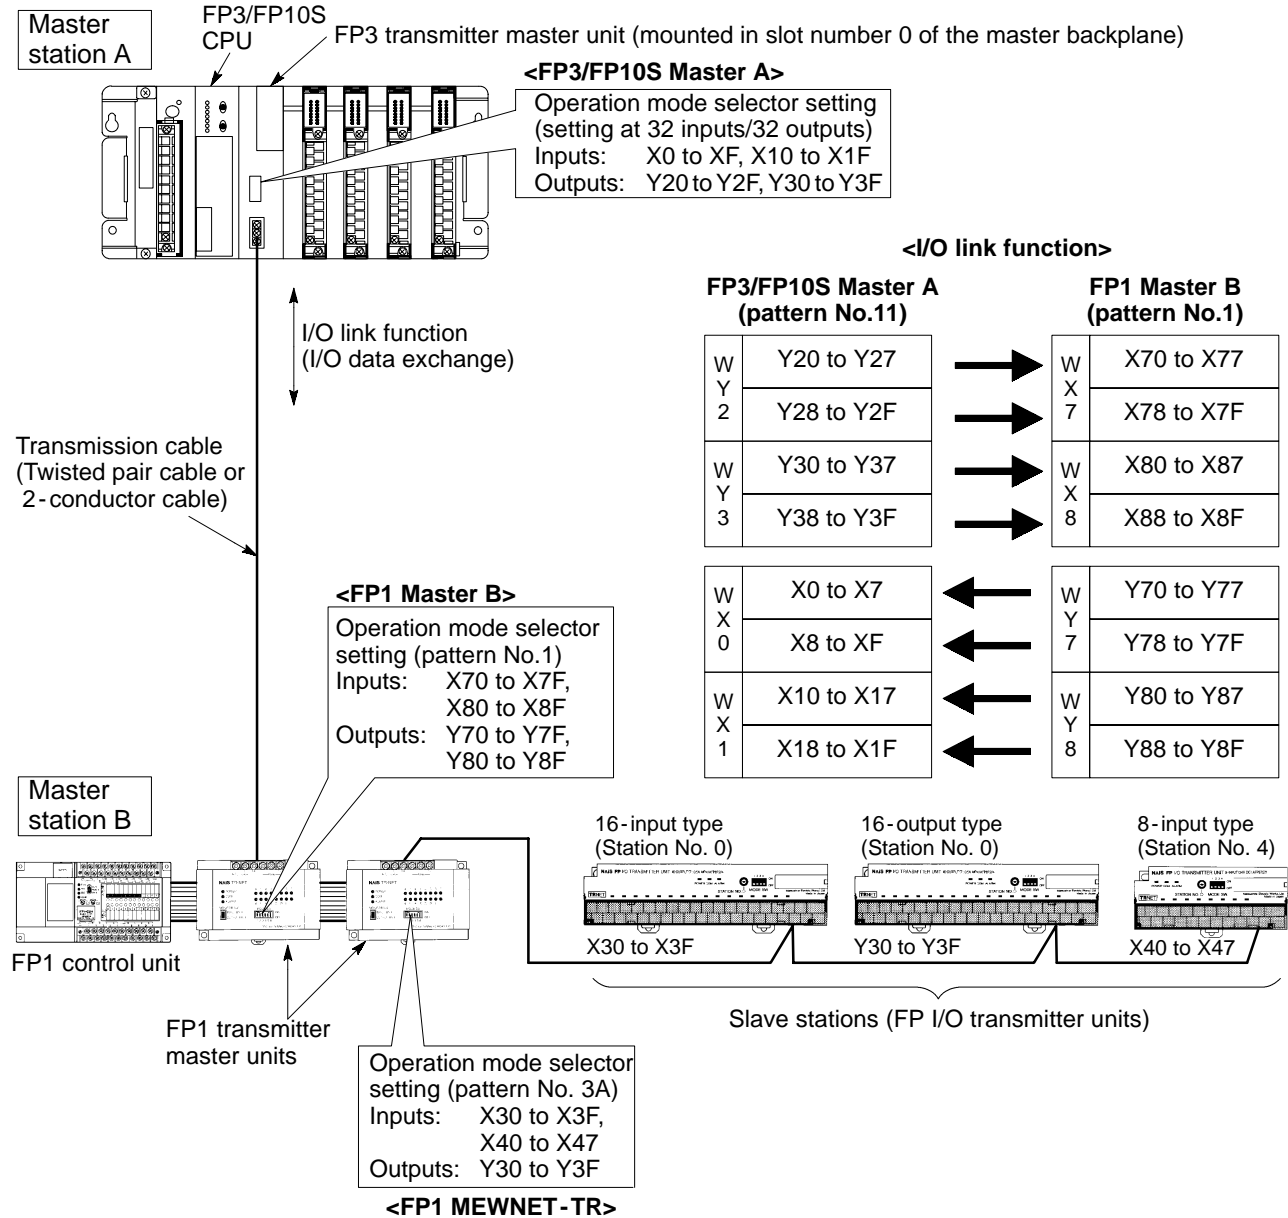 Master
station A
FP3/FP10S
CPU
FP3 transmitter master unit (mounted in slot number 0 of the master backplane)
<FP3/FP10S Master A>
Operation mode selector setting
(setting at 32 inputs/32 outputs)
Inputs: X0 to XF, X10 to X1F
Outputs: Y20 to Y2F, Y30 to Y3F
<I/O link function>
FP3/FP10S Master A
(pattern No.11)
FP1 Master B
(pattern No.1)
WY2
Y20 to Y27
Y28 to Y2F
WX7
X70 to X77
X78 to X7F
WY3
Y30 to Y37
Y38 to Y3F
WX8
X80 to X87
X88 to X8F
WX0
X0 to X7
X8 to XF
WY7
Y70 to Y77
Y78 to Y7F
WX1
X10 to X17
X18 to X1F
WY8
Y80 to Y87
Y88 to Y8F
I/O link function
(I/O data exchange)
Transmission cable
(Twisted pair cable or
2-conductor cable)
<FP1 Master B>
Operation mode selector
setting (pattern No.1)
Inputs: X70 to X7F,
X80 to X8F
Outputs: Y70 to Y7F,
Y80 to Y8F
Master
station B
FP1 control unit
FP1 transmitter
master units
16-input type
(Station No. 0)
16-output type
(Station No. 0)
8-input type
(Station No. 4)
X30 to X3F
Y30 to Y3F
X40 to X47
Slave stations (FP I/O transmitter units)
Operation mode selector
setting (pattern No. 3A)
Inputs: X30 to X3F,
X40 to X47
Outputs: Y30 to Y3F
<FP1 MEWNET-TR>